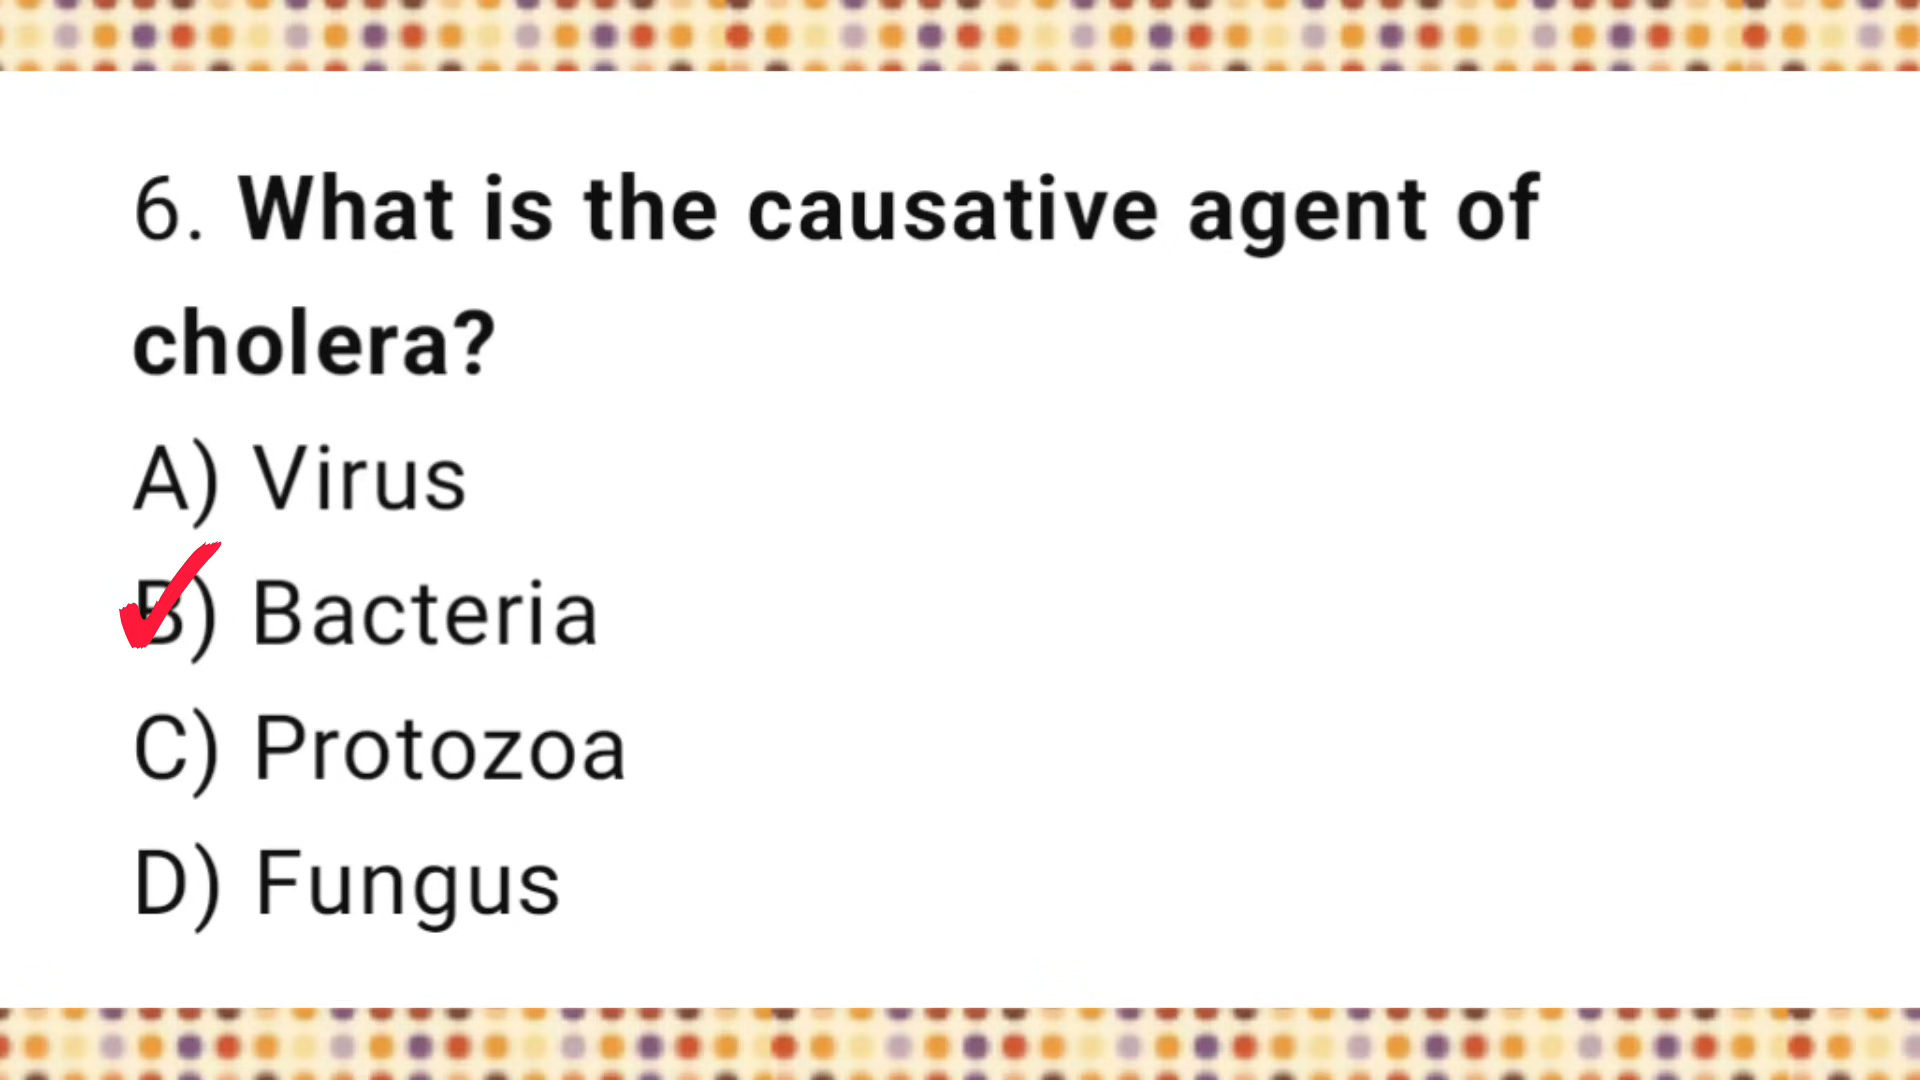 6. What is the causative agent of
cholera?
A) Virus
B) Bacteria
C) Protozoa
D) Fungus